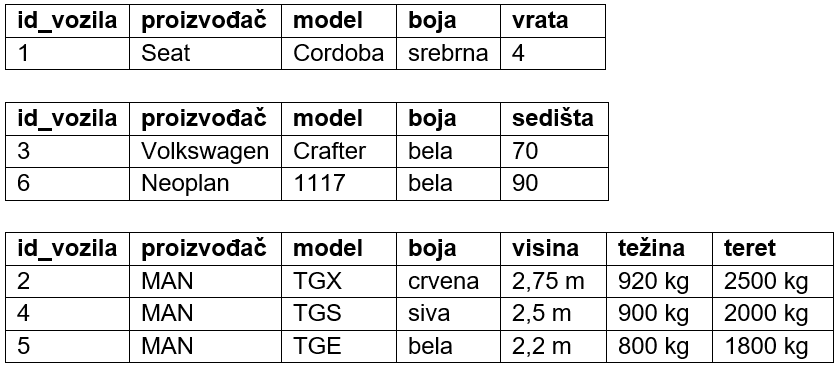 id_vozila proizvođač model boja vrata
1 Seat Cordoba srebrna 4
id_vozila proizvođač model boja sedišta
3 Volkswagen Crafter bela 70
6 Neoplan 1117 bela 90
id_vozila proizvođač model boja visina težina teret
2 MAN TGX crvena 2,75 m 920 kg 2500 kg
4 MAN TGS siva 2,5 m 900 kg 2000 kg
5 MAN TGE bela 2,2 m 800 kg 1800 kg